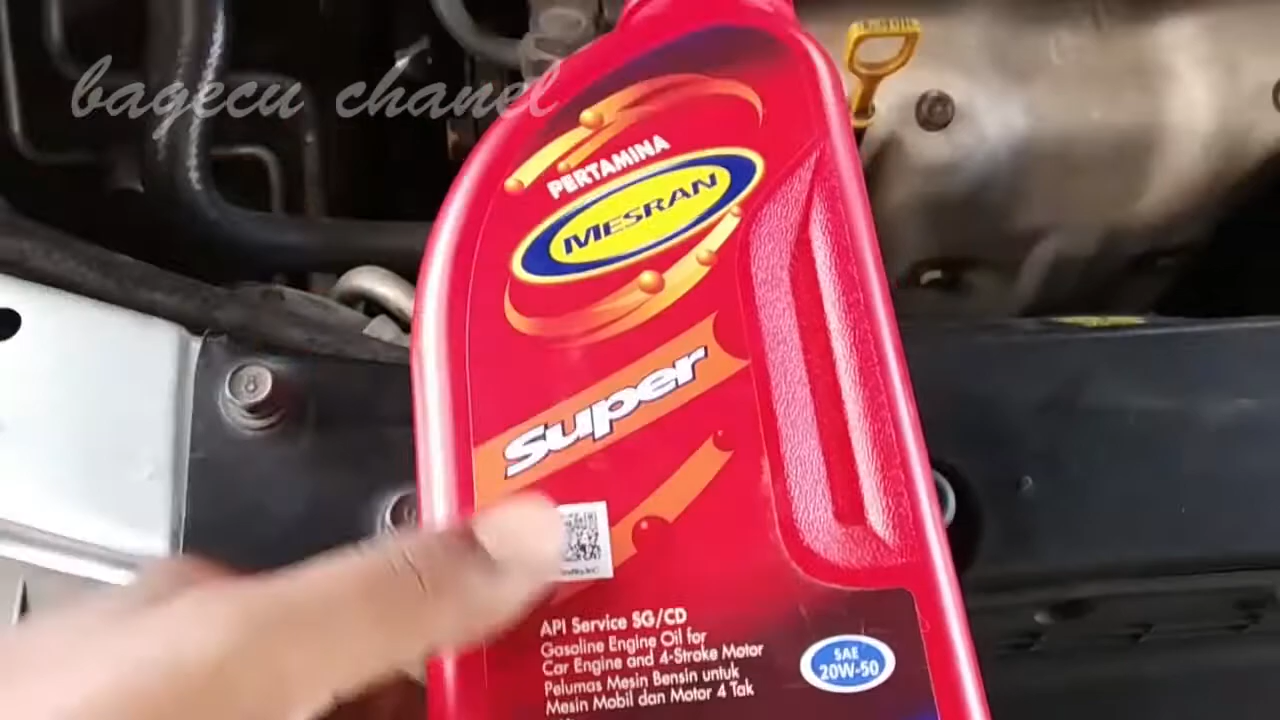 bagecu chanel
PERTAMINA
MESRAN
Super
API Service SG/CD
Gasoline Engine Oil for
Car Engine and 4-Stroke Motor
Pelumas Mesin Bensin untuk
Mesin Mobil dan Motor 4 Tak
SAE
20W-50